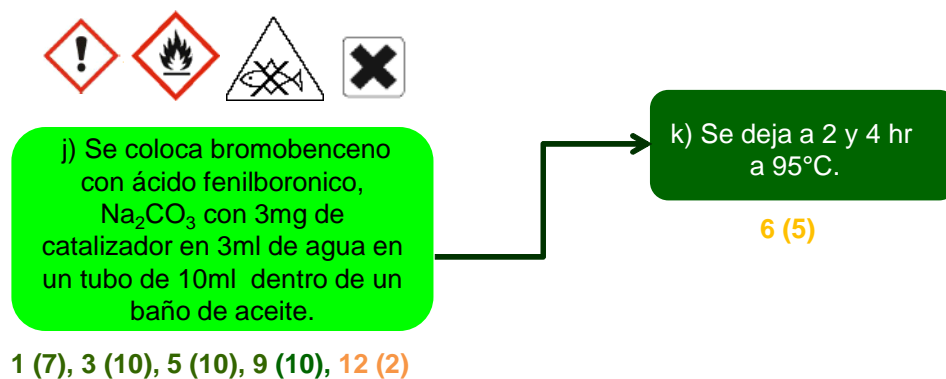 j) Se coloca bromobenceno
con ácido fenilboronico,
Na₂CO₃ con 3mg de
catalizador en 3ml de agua en
un tubo de 10ml dentro de un
baño de aceite.
1 (7), 3 (10), 5 (10), 9 (10), 12 (2)
k) Se deja a 2 y 4 hr
a 95°C.
6 (5)